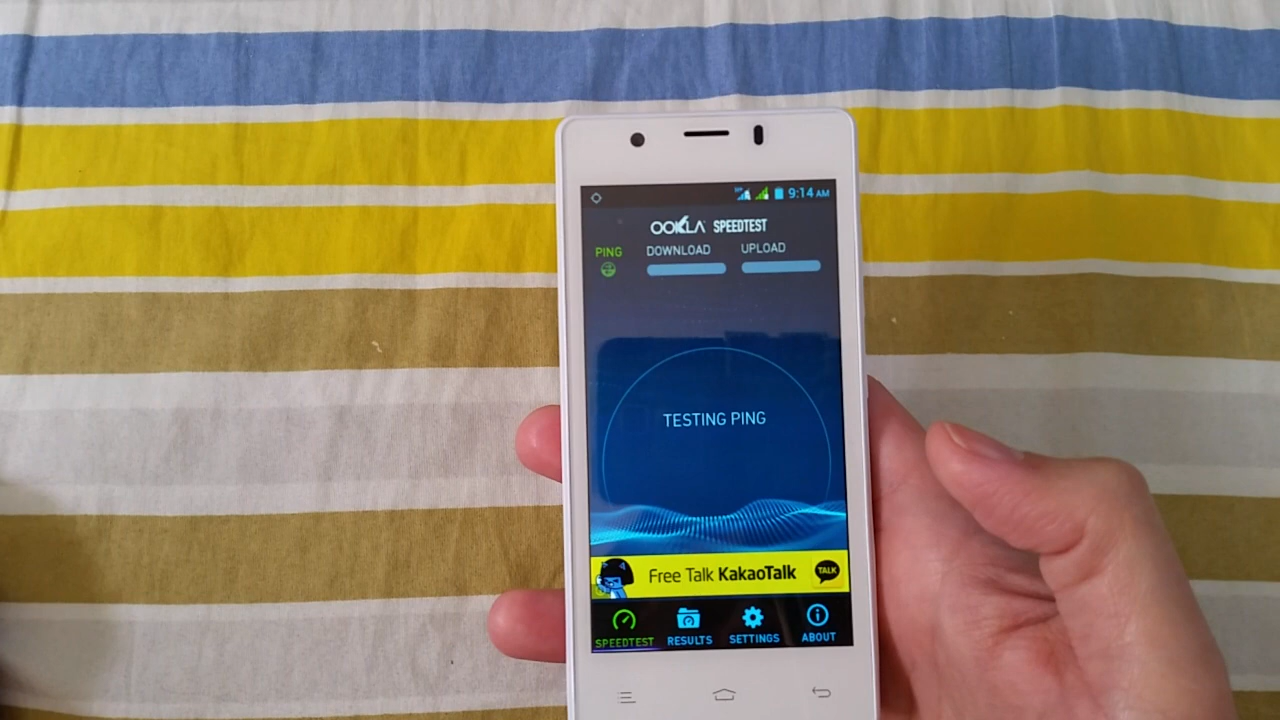 9:14 AM
OOKLA SPEEDTEST
PING DOWNLOAD UPLOAD
TESTING PING
Free Talk KakaoTalk TALK
SPEEDTEST RESULTS SETTINGS ABOUT